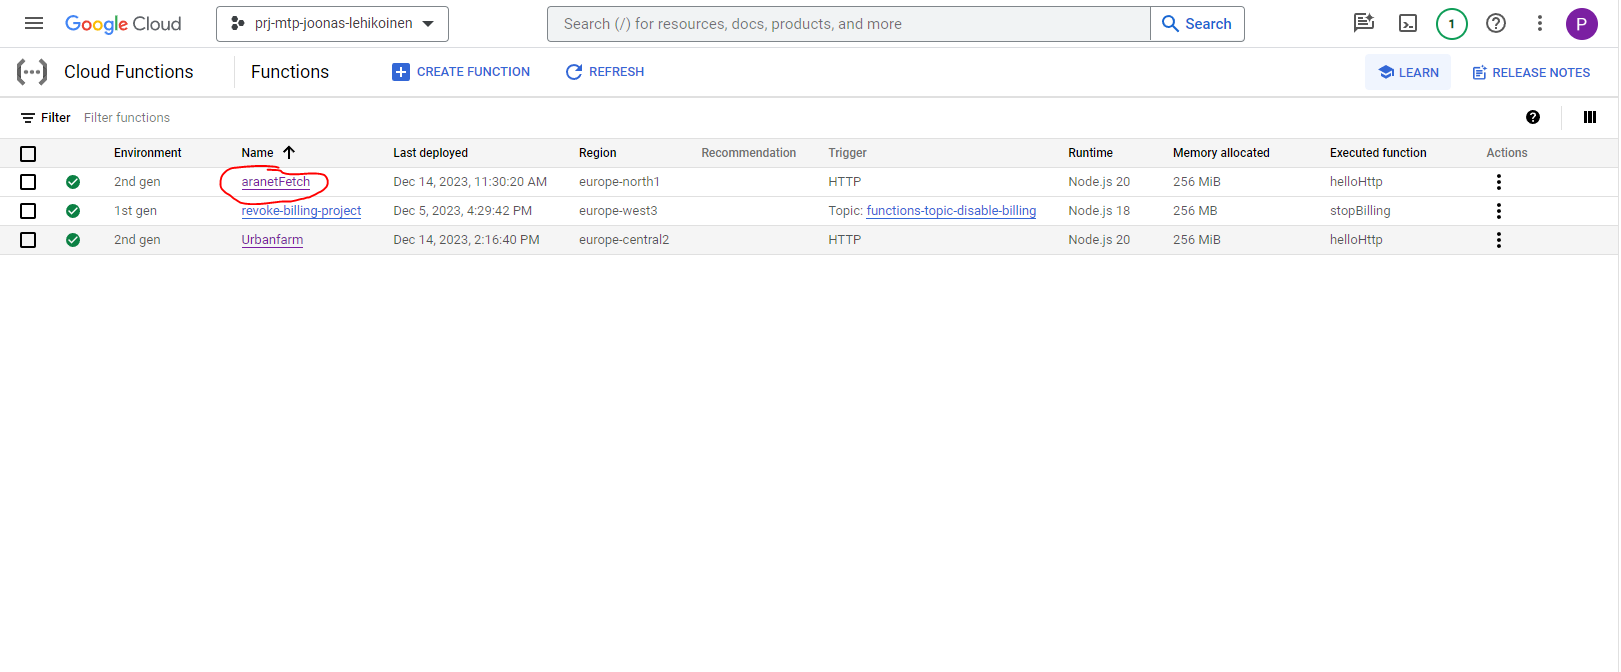 Google Cloud prj-mtp-joonas-lehikoinen Search (/) for resources, docs, products, and more Search 1 P
Cloud Functions Functions CREATE FUNCTION REFRESH LEARN RELEASE NOTES
Filter Filter functions
Environment Name Last deployed Region Recommendation Trigger Runtime Memory allocated Executed function Actions
2nd gen aranetFetch Dec 14, 2023, 11:30:20 AM europe-north1 HTTP Node.js 20 256 MiB helloHttp
1st gen revoke-billing-project Dec 5, 2023, 4:29:42 PM europe-west3 Topic: functions-topic-disable-billing Node.js 18 256 MB stopBilling
2nd gen Urbanfarm Dec 14, 2023, 2:16:40 PM europe-central2 HTTP Node.js 20 256 MiB helloHttp